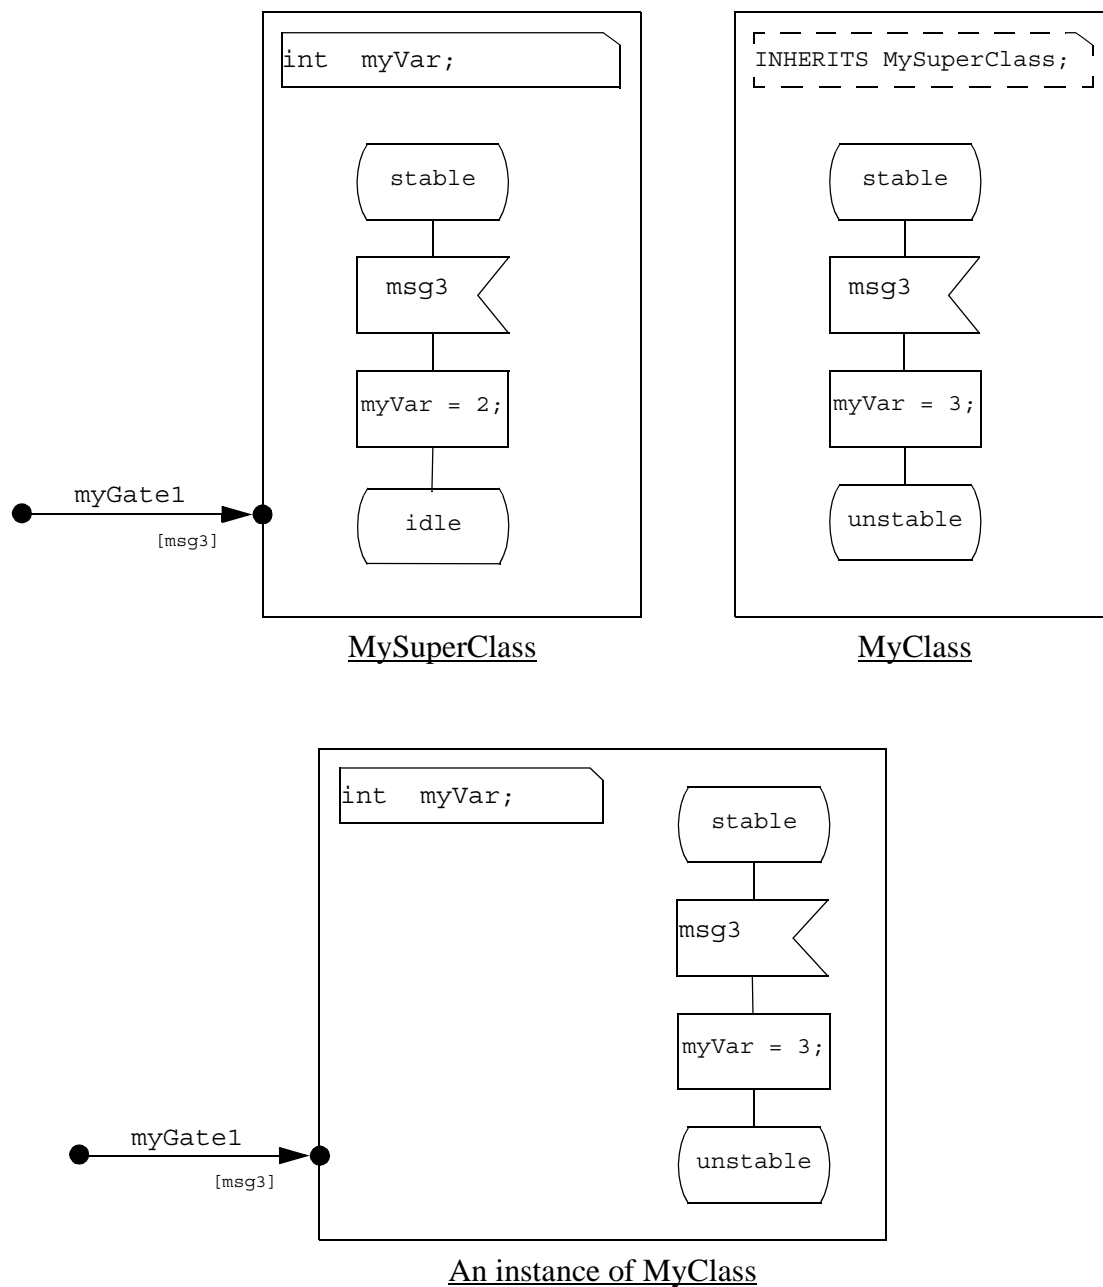 int  myVar;
stable
msg3
myVar = 2;
idle
myGate1
[msg3]
MySuperClass
INHERITS MySuperClass;
stable
msg3
myVar = 3;
unstable
MyClass
int  myVar;
stable
msg3
myVar = 3;
unstable
myGate1
[msg3]
An instance of MyClass